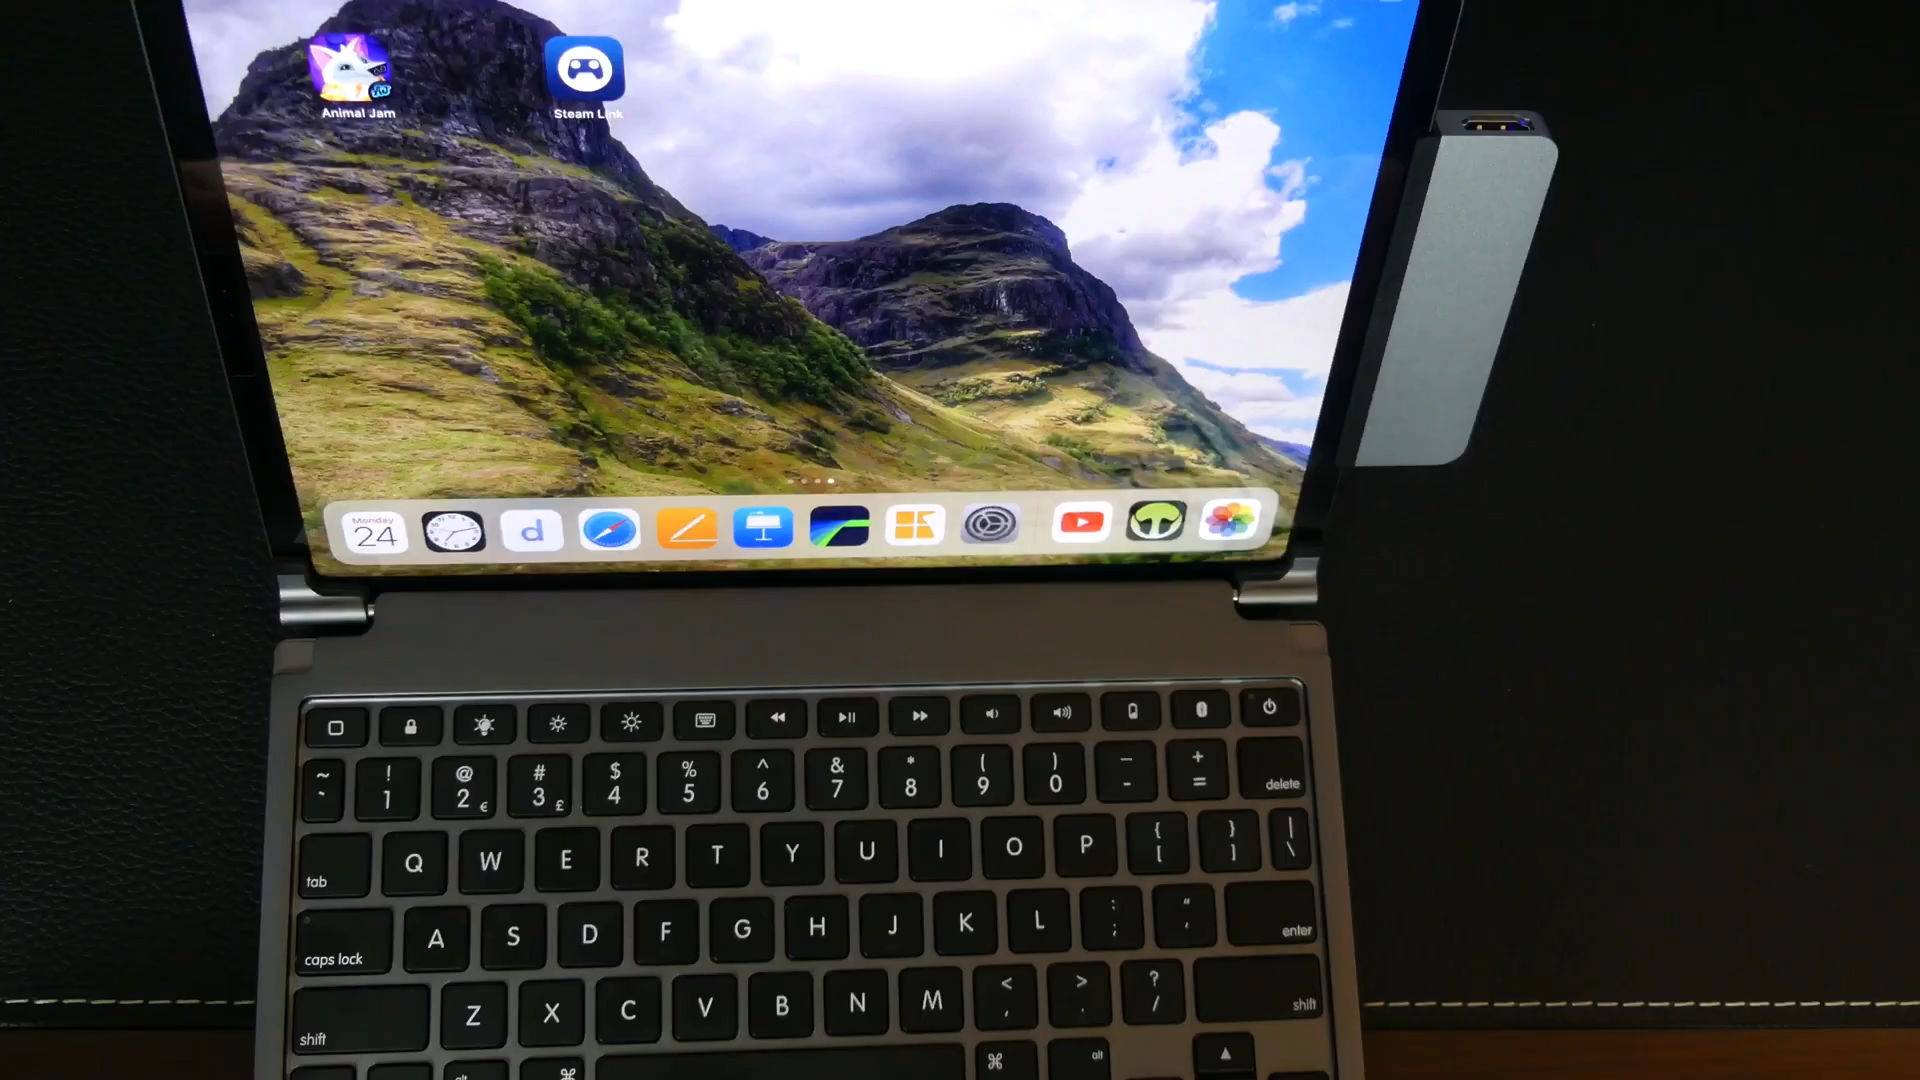 Animal Jam
Steam Link
Monday
24
d
~ ! @ # $ % ^ & * ( ) — +
` 1 2 € 3 £ 4 5 6 7 8 9 0 - = delete
tab Q W E R T Y U I O P { [ } ] | \
caps lock A S D F G H J K L : ; “ ‘ enter
shift Z X C V B N M < , > . ? / shift
alt ⌘ ⌘ alt